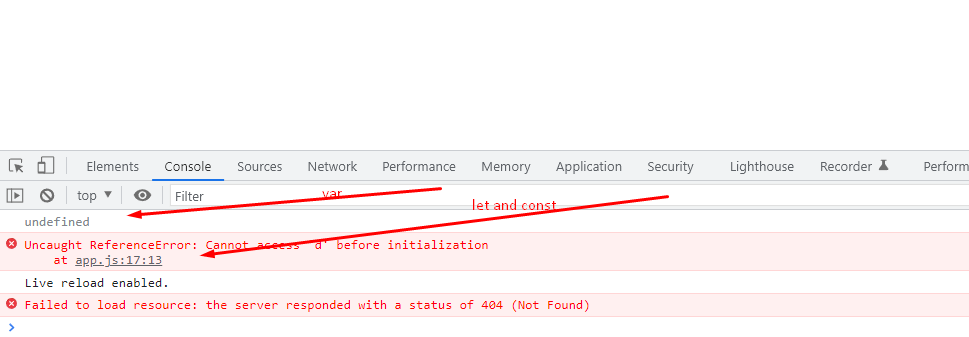 Elements Console Sources Network Performance Memory Application Security Lighthouse Recorder Perform
top Filter var
let and const
undefined
Uncaught ReferenceError: Cannot access 'd' before initialization
at app.js:17:13
Live reload enabled.
Failed to load resource: the server responded with a status of 404 (Not Found)